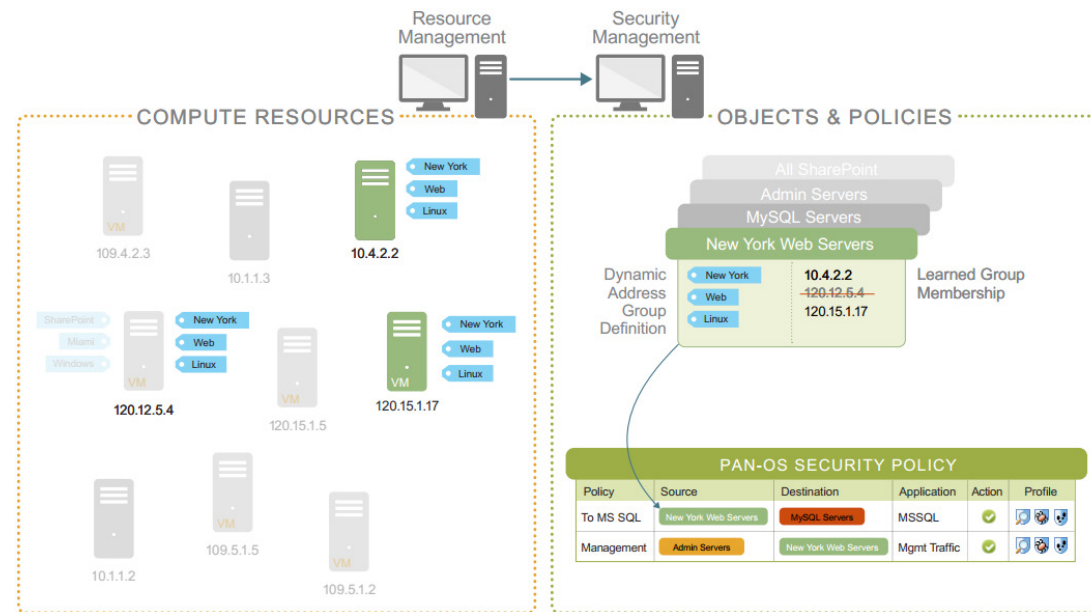 Resource
Management
Security
Management
COMPUTE RESOURCES
OBJECTS & POLICIES
VM
109.4.2.3
10.1.1.3
New York
Web
Linux
10.4.2.2
SharePoint
Miami
Windows
VM
New York
Web
Linux
120.12.5.4
VM
120.15.1.5
VM
New York
Web
Linux
120.15.1.17
10.1.1.2
VM
109.5.1.5
VM
109.5.1.2
All SharePoint
Admin Servers
MySQL Servers
New York Web Servers
Dynamic
Address
Group
Definition
New York
Web
Linux
10.4.2.2
120.12.5.4
120.15.1.17
Learned Group
Membership
PAN-OS SECURITY POLICY
Policy Source Destination Application Action Profile
To MS SQL New York Web Servers MySQL Servers MSSQL
Management Admin Servers New York Web Servers Mgmt Traffic